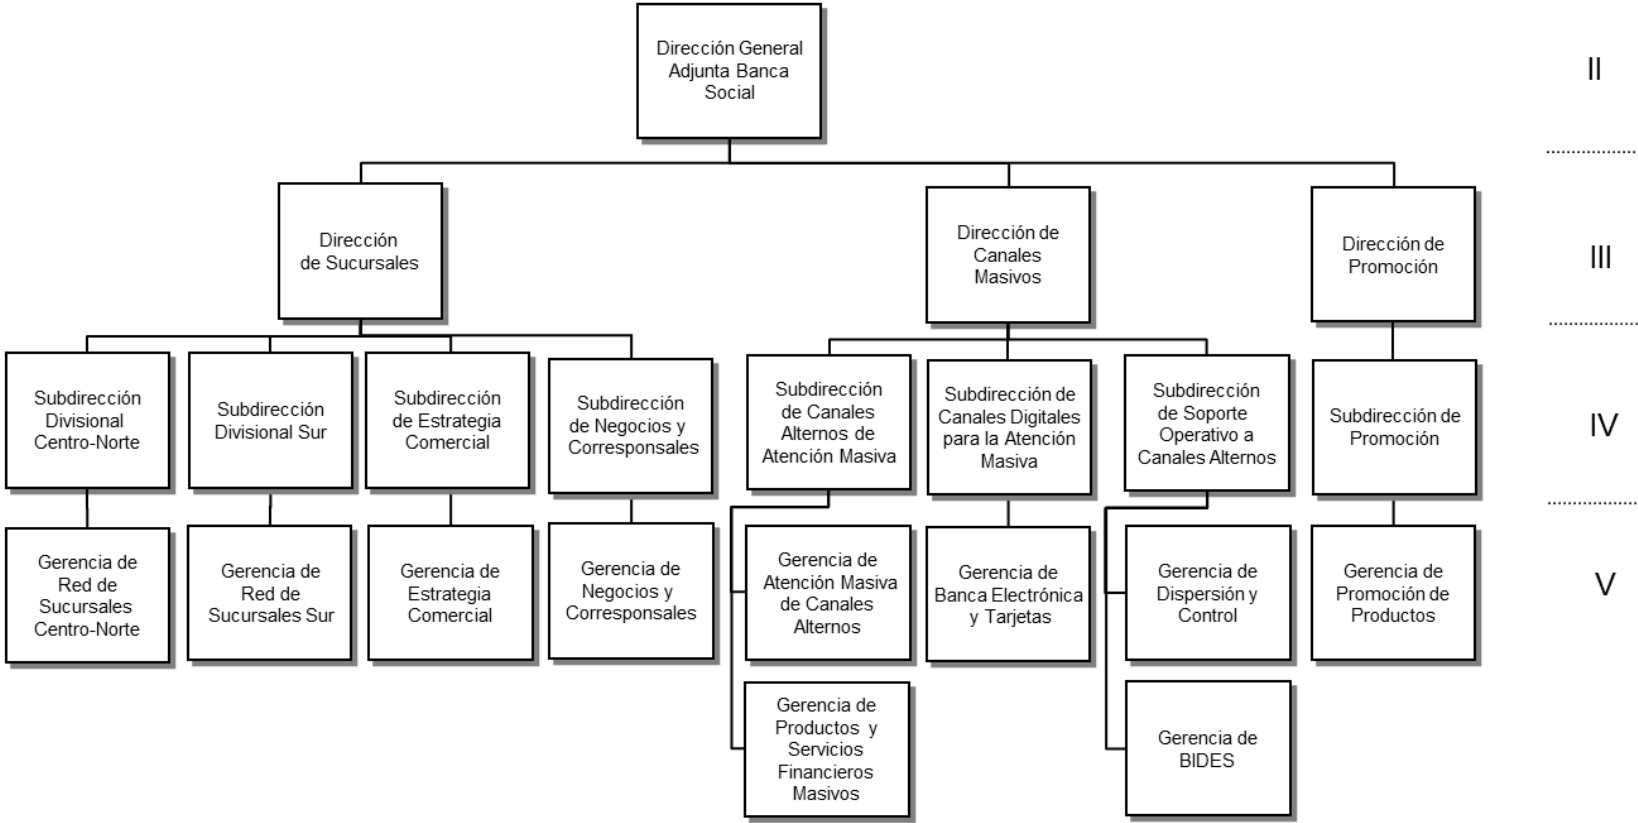 Dirección General
Adjunta Banca
Social
II
Dirección
de Sucursales
Dirección de
Canales
Masivos
Dirección de
Promoción
III
Subdirección
Divisional
Centro-Norte
Subdirección
Divisional Sur
Subdirección
de Estrategia
Comercial
Subdirección
de Negocios y
Corresponsales
Subdirección
de Canales
Alternos de
Atención Masiva
Subdirección de
Canales Digitales
para la Atención
Masiva
Subdirección
de Soporte
Operativo a
Canales Alternos
Subdirección de
Promoción
IV
Gerencia de
Red de
Sucursales
Centro-Norte
Gerencia de
Red de
Sucursales Sur
Gerencia de
Estrategia
Comercial
Gerencia de
Negocios y
Corresponsales
Gerencia de
Atención Masiva
de Canales
Alternos
Gerencia de
Banca Electrónica
y Tarjetas
Gerencia de
Dispersión y
Control
Gerencia de
Promoción de
Productos
V
Gerencia de
Productos y
Servicios
Financieros
Masivos
Gerencia de
BIDES